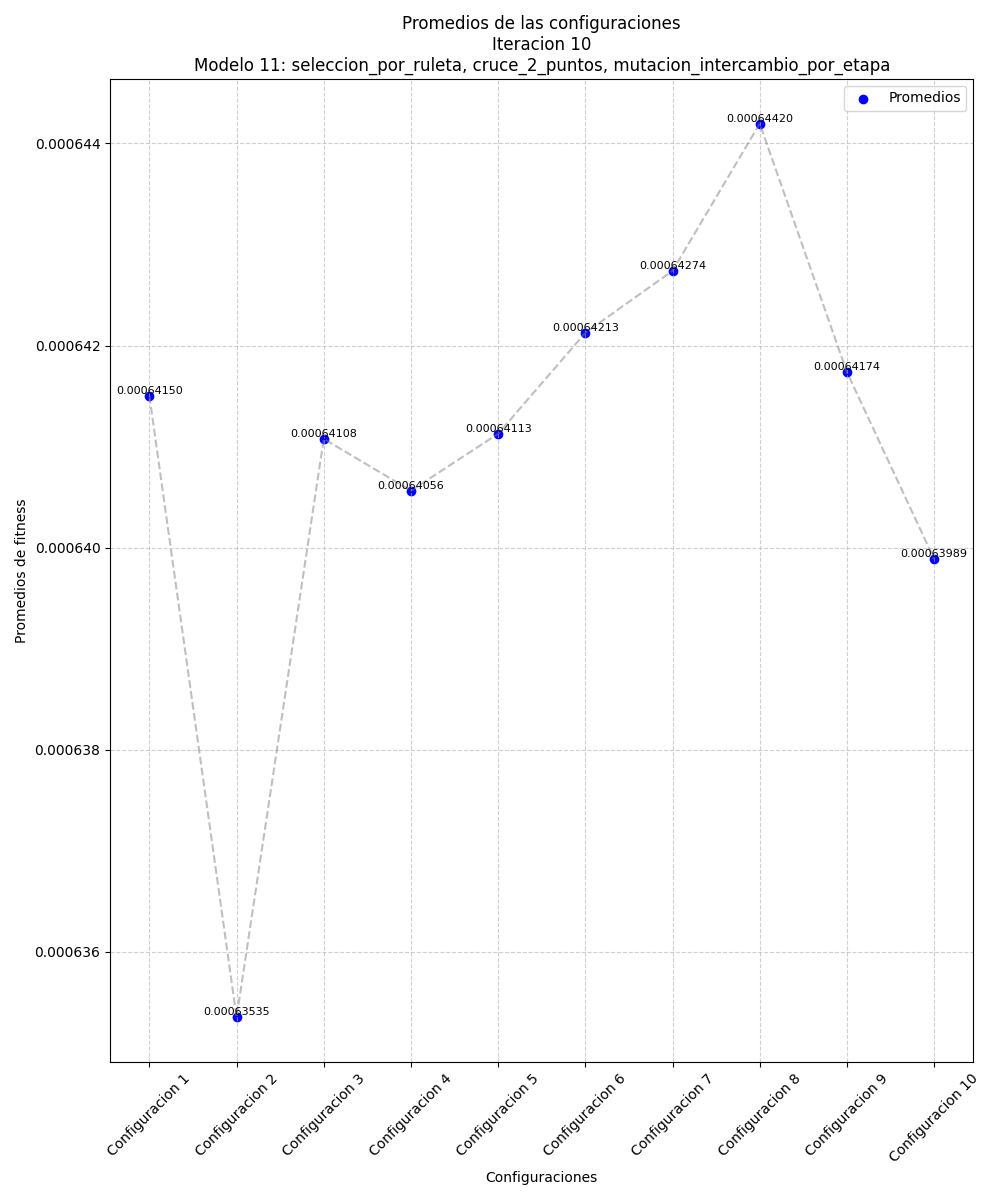 Promedios de las configuraciones
Iteracion 10
Modelo 11: seleccion_por_ruleta, cruce_2_puntos, mutacion_intercambio_por_etapa
Promedios
0.00064420
0.000644
0.00064274
0.00064213
0.000642
0.00064174
0.00064150
0.00064108
0.00064113
0.00064056
0.000640
0.00063989
Promedios de fitness
0.000638
0.000636
0.00063535
Configuracion 1
Configuracion 2
Configuracion 3
Configuracion 4
Configuracion 5
Configuracion 6
Configuracion 7
Configuracion 8
Configuracion 9
Configuracion 10
Configuraciones